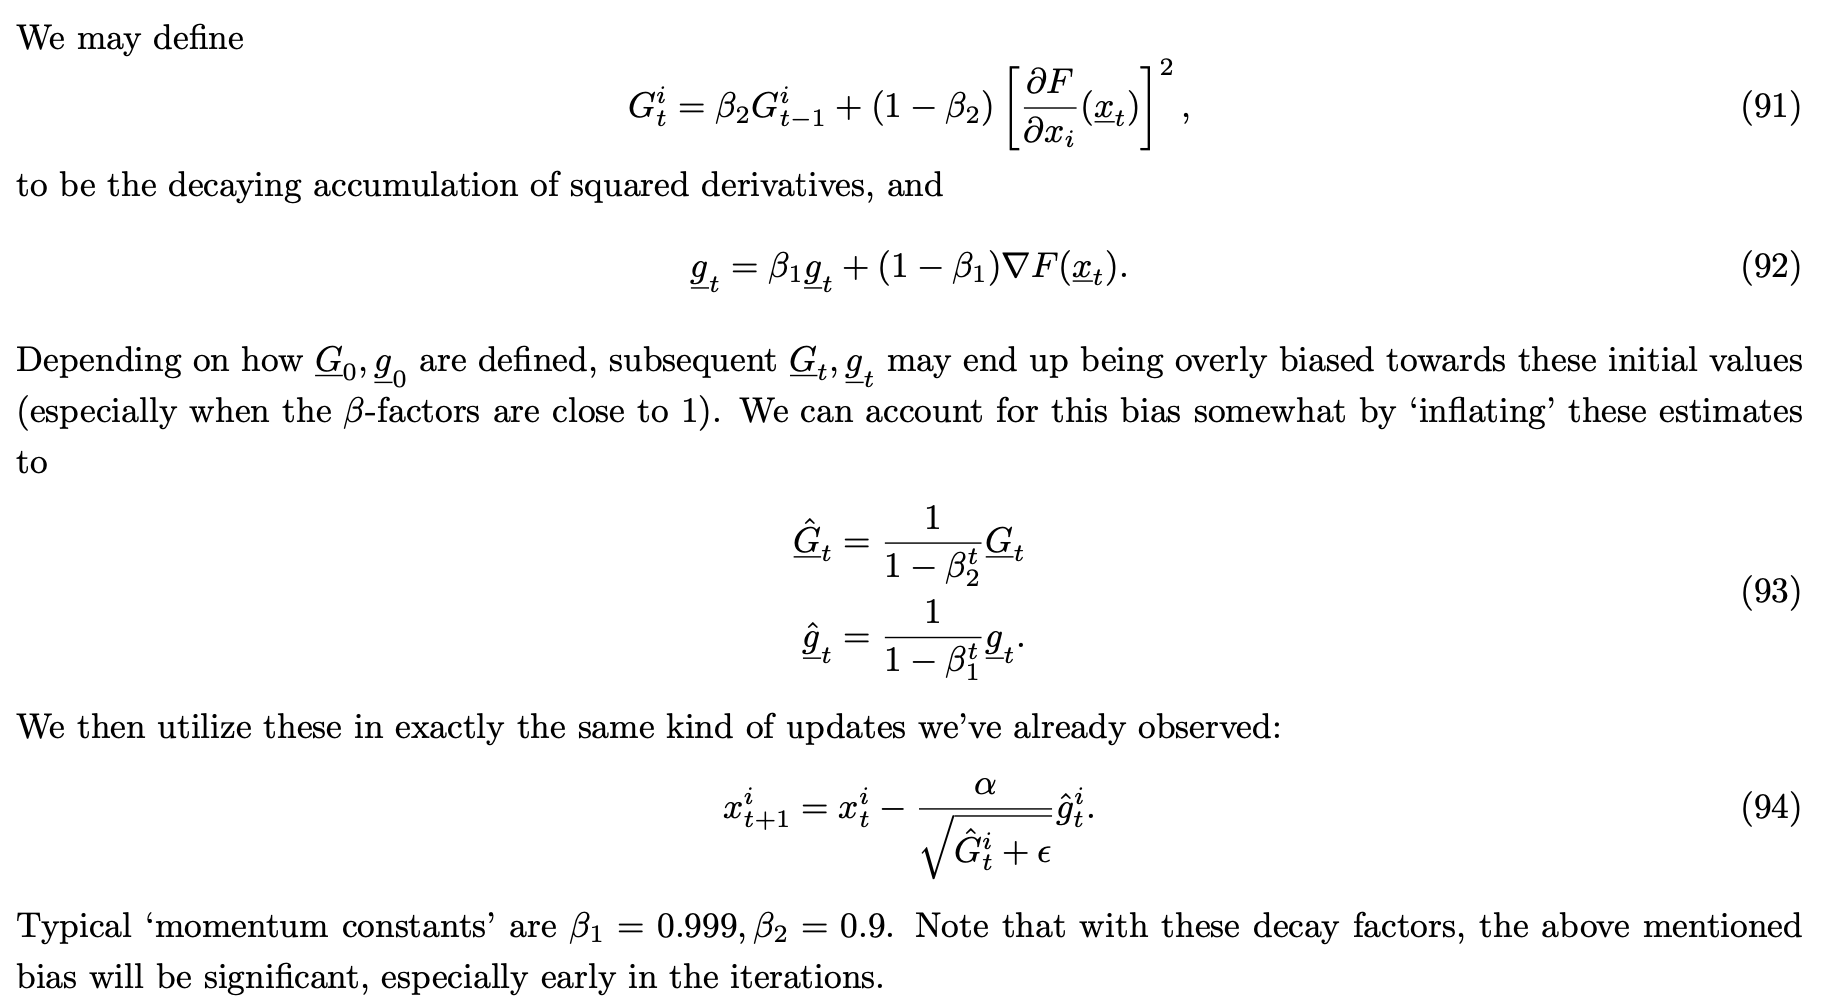 We may define
$$G_t^i = \beta_2 G_{t-1}^i + (1 - \beta_2) \left[ \frac{\partial F}{\partial x_i}(\underline{x}_t) \right]^2, \quad (91)$$
to be the decaying accumulation of squared derivatives, and
$$\underline{g}_t = \beta_1 \underline{g}_t + (1 - \beta_1) \nabla F(\underline{x}_t). \quad (92)$$
Depending on how $\underline{G}_0, \underline{g}_0$ are defined, subsequent $\underline{G}_t, \underline{g}_t$ may end up being overly biased towards these initial values
(especially when the $\beta$-factors are close to 1). We can account for this bias somewhat by ‘inflating’ these estimates
to
$$\underline{\hat{G}}_t = \frac{1}{1 - \beta_2^t} \underline{G}_t$$
$$\underline{\hat{g}}_t = \frac{1}{1 - \beta_1^t} \underline{g}_t. \quad (93)$$
We then utilize these in exactly the same kind of updates we’ve already observed:
$$x_{t+1}^i = x_t^i - \frac{\alpha}{\sqrt{\hat{G}_t^i + \epsilon}} \hat{g}_t^i. \quad (94)$$
Typical ‘momentum constants’ are $\beta_1 = 0.999, \beta_2 = 0.9$. Note that with these decay factors, the above mentioned
bias will be significant, especially early in the iterations.